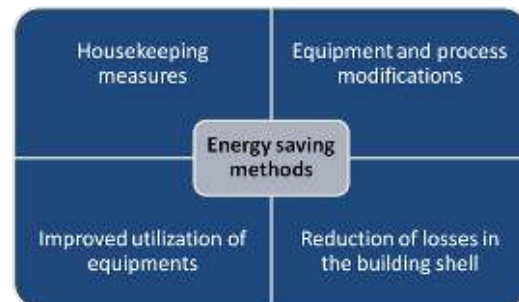 Housekeeping
measures
Equipment and process
modifications
Energy saving
methods
Improved utilization of
equipments
Reduction of losses in
the building shell